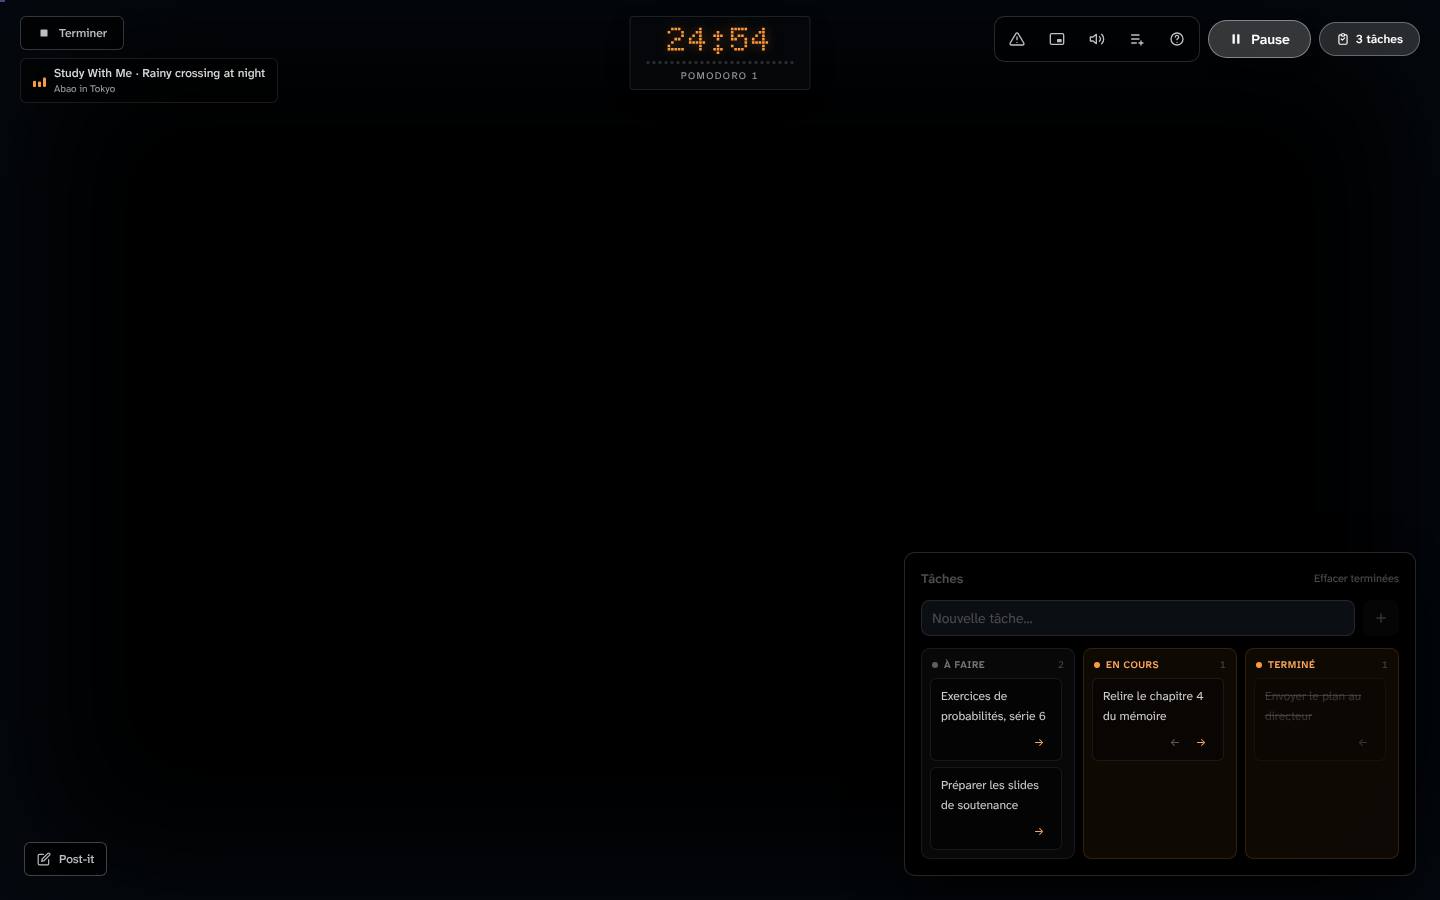 Terminer
Study With Me · Rainy crossing at night
Abao in Tokyo
24:54
POMODORO 1
Pause
3 tâches
Tâches
Effacer terminées
Nouvelle tâche...
À FAIRE 2
Exercices de
probabilités, série 6
Préparer les slides
de soutenance
EN COURS 1
Relire le chapitre 4
du mémoire
TERMINÉ 1
Envoyer le plan au
directeur
Post-it